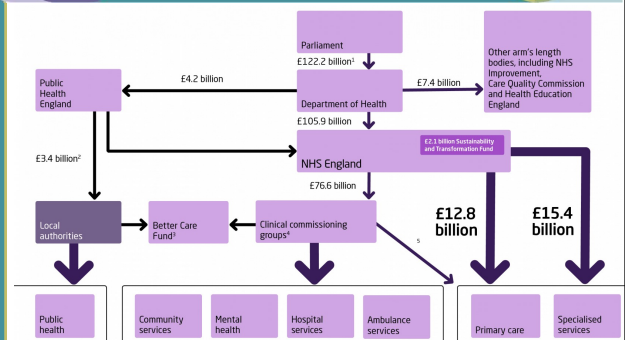 Parliament
£122.2 billion¹
Other arm's length
bodies, including NHS
Improvement,
Care Quality Commission
and Health Education
England
Public
Health
England
£4.2 billion
Department of Health
£7.4 billion
£105.9 billion
£2.1 billion Sustainability
and Transformation Fund
NHS England
£3.4 billion²
£76.6 billion
£12.8
billion
£15.4
billion
Local
authorities
Better Care
Fund³
Clinical commissioning
groups⁴
5
Public
health
Community
services
Mental
health
Hospital
services
Ambulance
services
Primary care
Specialised
services